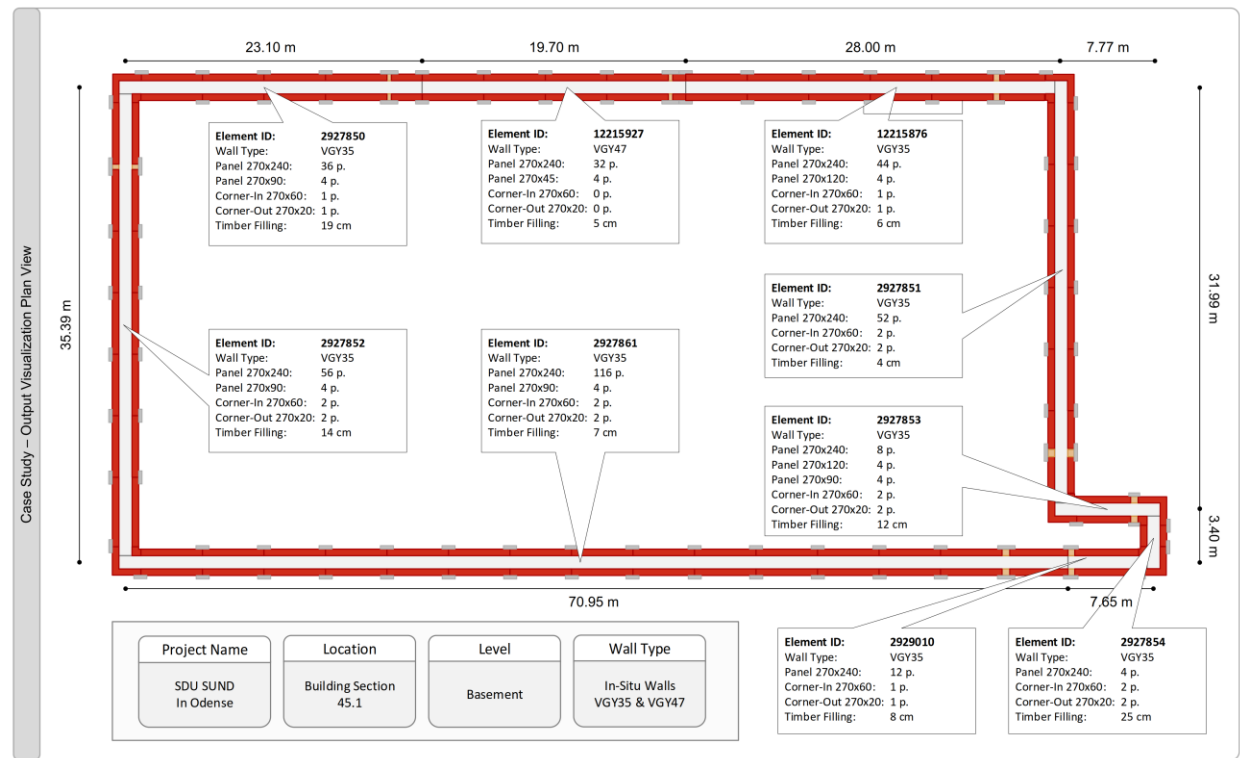 Case Study – Output Visualization Plan View
23.10 m
19.70 m
28.00 m
7.77 m
35.39 m
31.99 m
3.40 m
Element ID: 2927850
Wall Type: VGY35
Panel 270x240: 36 p.
Panel 270x90: 4 p.
Corner-In 270x60: 1 p.
Corner-Out 270x20: 1 p.
Timber Filling: 19 cm
Element ID: 12215927
Wall Type: VGY47
Panel 270x240: 32 p.
Panel 270x45: 4 p.
Corner-In 270x60: 0 p.
Corner-Out 270x20: 0 p.
Timber Filling: 5 cm
Element ID: 12215876
Wall Type: VGY35
Panel 270x240: 44 p.
Panel 270x120: 4 p.
Corner-In 270x60: 1 p.
Corner-Out 270x20: 1 p.
Timber Filling: 6 cm
Element ID: 2927851
Wall Type: VGY35
Panel 270x240: 52 p.
Corner-In 270x60: 2 p.
Corner-Out 270x20: 2 p.
Timber Filling: 4 cm
Element ID: 2927852
Wall Type: VGY35
Panel 270x240: 56 p.
Panel 270x90: 4 p.
Corner-In 270x60: 2 p.
Corner-Out 270x20: 2 p.
Timber Filling: 14 cm
Element ID: 2927861
Wall Type: VGY35
Panel 270x240: 116 p.
Panel 270x90: 4 p.
Corner-In 270x60: 2 p.
Corner-Out 270x20: 2 p.
Timber Filling: 7 cm
Element ID: 2927853
Wall Type: VGY35
Panel 270x240: 8 p.
Panel 270x120: 4 p.
Panel 270x90: 4 p.
Corner-In 270x60: 2 p.
Corner-Out 270x20: 2 p.
Timber Filling: 12 cm
70.95 m
7.65 m
Element ID: 2929010
Wall Type: VGY35
Panel 270x240: 12 p.
Corner-In 270x60: 1 p.
Corner-Out 270x20: 1 p.
Timber Filling: 8 cm
Element ID: 2927854
Wall Type: VGY35
Panel 270x240: 4 p.
Corner-In 270x60: 2 p.
Corner-Out 270x20: 2 p.
Timber Filling: 25 cm
Project Name
SDU SUND
In Odense
Location
Building Section
45.1
Level
Basement
Wall Type
In-Situ Walls
VGY35 & VGY47